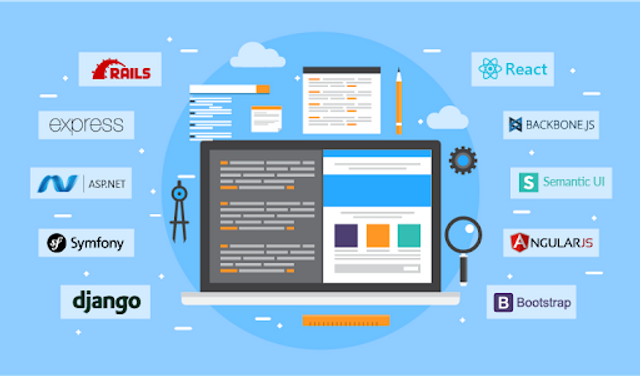 RAILS
express
ASP.NET
Symfony
django
React
BACKBONE.JS
Semantic UI
ANGULARJS
Bootstrap